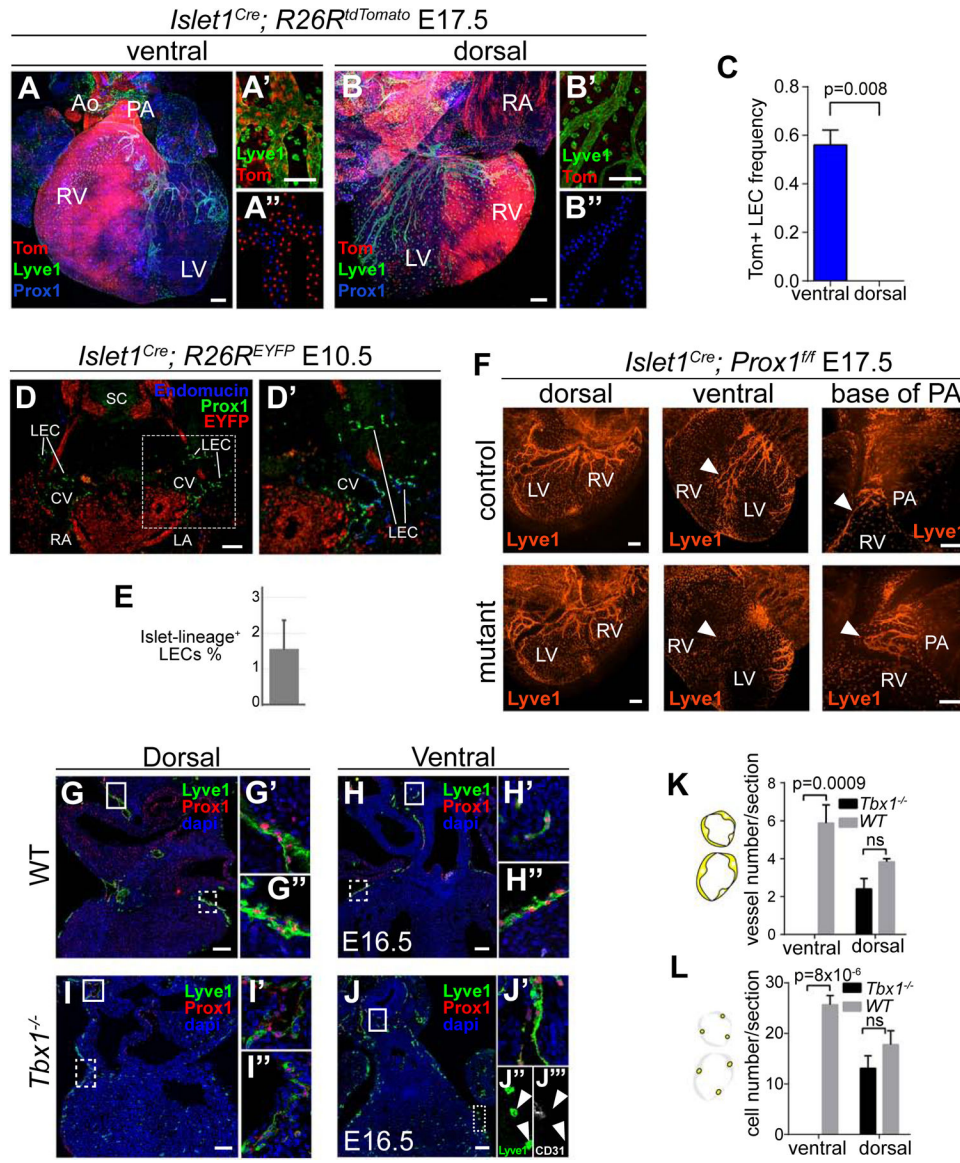 Islet1Cre; R26RtdTomato E17.5
ventral
dorsal
A
Ao
PA
RV
LV
Tom
Lyve1
Prox1
A'
Lyve1
Tom
A''
B
RA
RV
LV
Tom
Lyve1
Prox1
B'
Lyve1
Tom
B''
C
p=0.008
Tom+ LEC frequency
0.8
0.6
0.4
0.2
0.0
ventral dorsal
Islet1Cre; R26REYFP E10.5
D
Endomucin
Prox1
EYFP
SC
LEC
LEC
CV
CV
RA
LA
D'
CV
LEC
E
Islet-lineage+
LECs %
3
2
1
0
F
Islet1Cre; Prox1f/f E17.5
dorsal
ventral
base of PA
control
LV
RV
Lyve1
RV
LV
Lyve1
PA
RV
Lyve1
mutant
LV
RV
Lyve1
RV
LV
Lyve1
PA
RV
Lyve1
Dorsal
Ventral
WT
G
Lyve1
Prox1
dapi
G'
G''
H
Lyve1
Prox1
dapi
E16.5
H'
H''
Tbx1-/-
I
Lyve1
Prox1
dapi
I'
I''
J
Lyve1
Prox1
dapi
E16.5
J'
J''
Lyve1
J'''
CD31
K
p=0.0009
Tbx1-/-
WT
ns
vessel number/section
8
6
4
2
0
ventral dorsal
L
p=8x10-6
Tbx1-/-
WT
ns
cell number/section
30
20
10
0
ventral dorsal